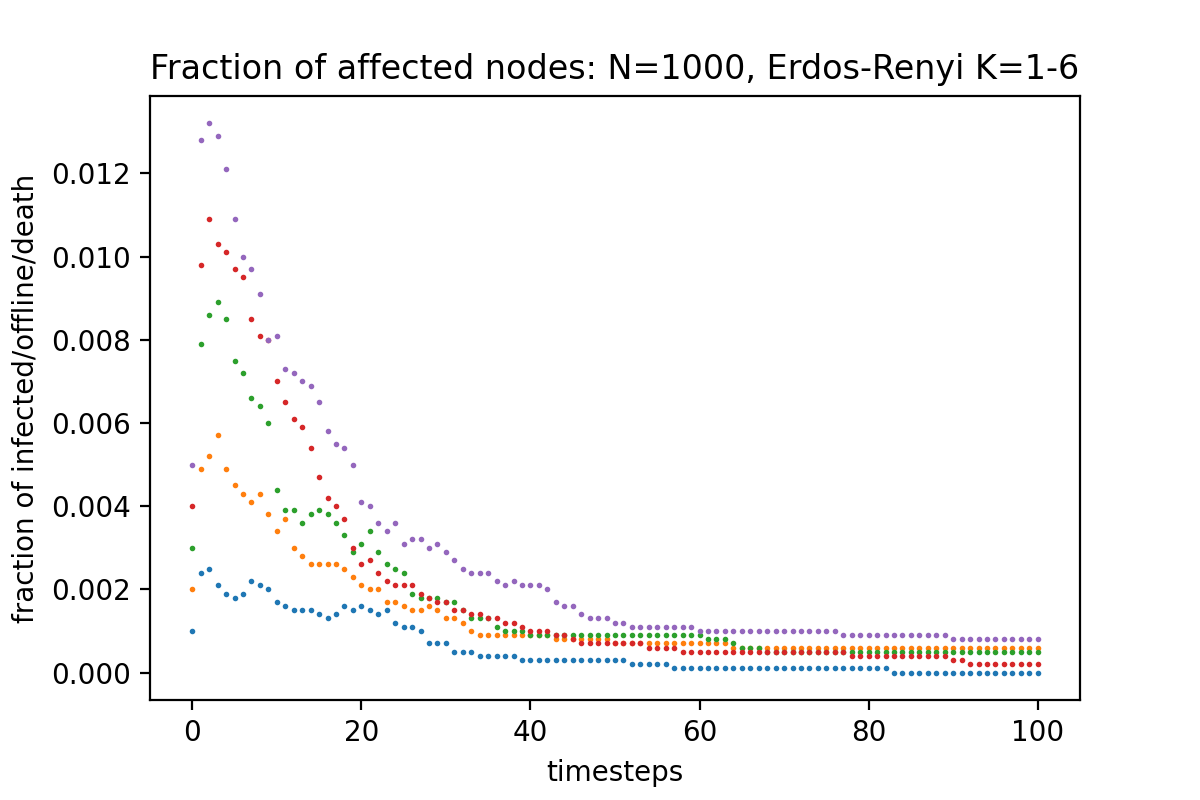 Fraction of affected nodes: N=1000, Erdos-Renyi K=1-6
fraction of infected/offline/death
0.012
0.010
0.008
0.006
0.004
0.002
0.000
0 20 40 60 80 100
timesteps